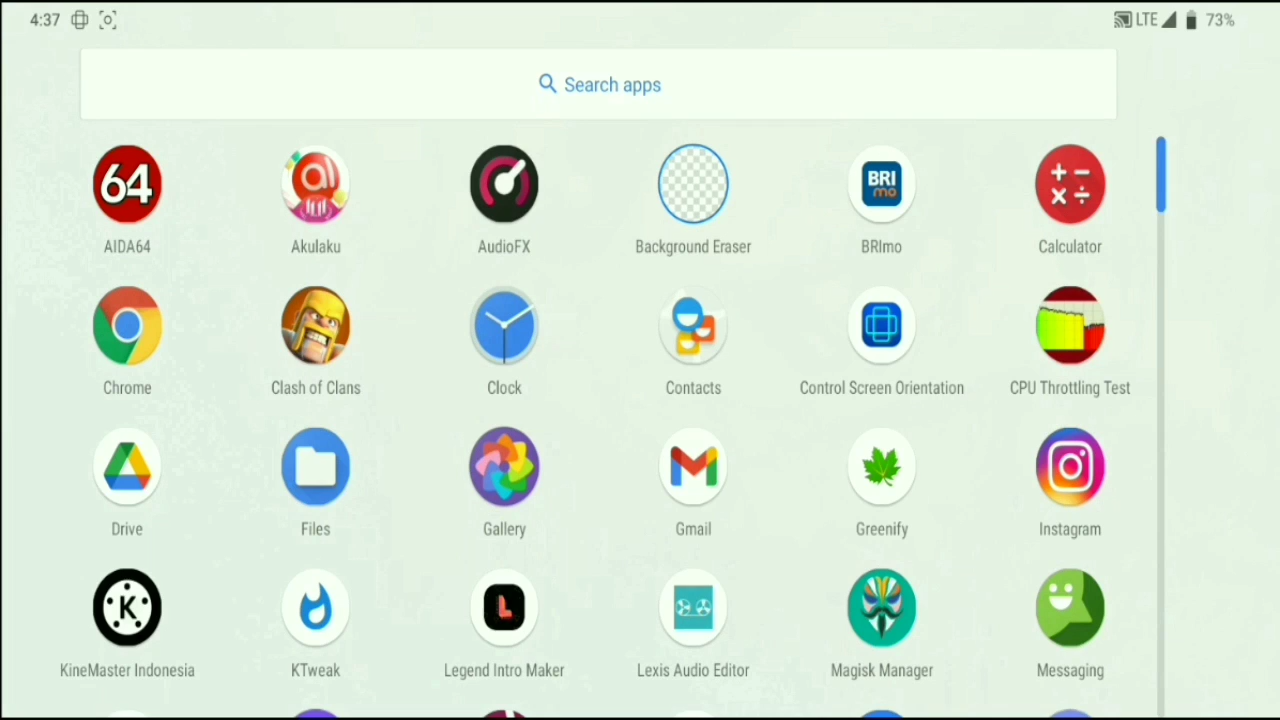 4:37 LTE 73%
Search apps
64 BRI mo
AIDA64 Akulaku AudioFX Background Eraser BRImo Calculator
Chrome Clash of Clans Clock Contacts Control Screen Orientation CPU Throttling Test
Drive Files Gallery Gmail Greenify Instagram
K L
KineMaster Indonesia KTweak Legend Intro Maker Lexis Audio Editor Magisk Manager Messaging